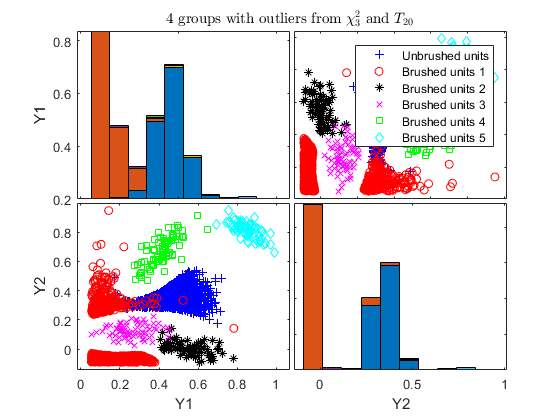 4 groups with outliers from χ₃² and T₂₀
0.8
0.6
0.4
0.2
Y1
Unbrushed units
Brushed units 1
Brushed units 2
Brushed units 3
Brushed units 4
Brushed units 5
0.8
0.6
0.4
0.2
0
Y2
0 0.2 0.4 0.6 0.8 1
Y1
0 0.5 1
Y2